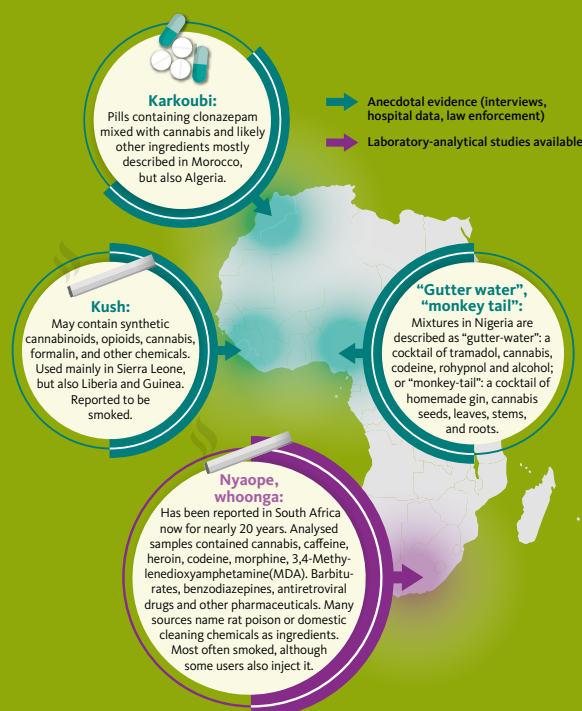 Karkoubi:
Pills containing clonazepam
mixed with cannabis and likely
other ingredients mostly
described in Morocco,
but also Algeria.
Anecdotal evidence (interviews,
hospital data, law enforcement)
Laboratory-analytical studies available
Kush:
May contain synthetic
cannabinoids, opioids, cannabis,
formalin, and other chemicals.
Used mainly in Sierra Leone,
but also Liberia and Guinea.
Reported to be
smoked.
“Gutter water”,
“monkey tail”:
Mixtures in Nigeria are
described as “gutter-water”: a
cocktail of tramadol, cannabis,
codeine, rohypnol and alcohol;
or “monkey-tail”: a cocktail of
homemade gin, cannabis
seeds, leaves, stems,
and roots.
Nyaope,
whoonga:
Has been reported in South Africa
now for nearly 20 years. Analysed
samples contained cannabis, caffeine,
heroin, codeine, morphine, 3,4-Methy-
lenedioxyamphetamine(MDA). Barbitu-
rates, benzodiazepines, antiretroviral
drugs and other pharmaceuticals. Many
sources name rat poison or domestic
cleaning chemicals as ingredients.
Most often smoked, although
some users also inject it.